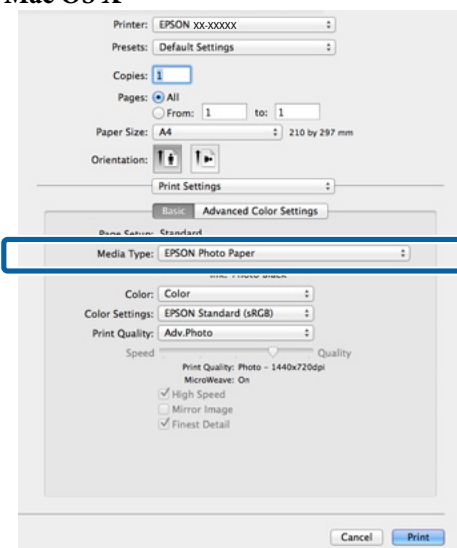 Mac OS X
Printer: EPSON XX-XXXXX
Presets: Default Settings
Copies: 1
Pages: All
From: 1 to: 1
Paper Size: A4 210 by 297 mm
Orientation:
Print Settings
Basic Advanced Color Settings
Page Setup: Standard
Media Type: EPSON Photo Paper
Ink: Photo Black
Color: Color
Color Settings: EPSON Standard (sRGB)
Print Quality: Adv.Photo
Speed Quality
Print Quality: Photo - 1440x720dpi
MicroWeave: On
High Speed
Mirror Image
Finest Detail
Cancel Print